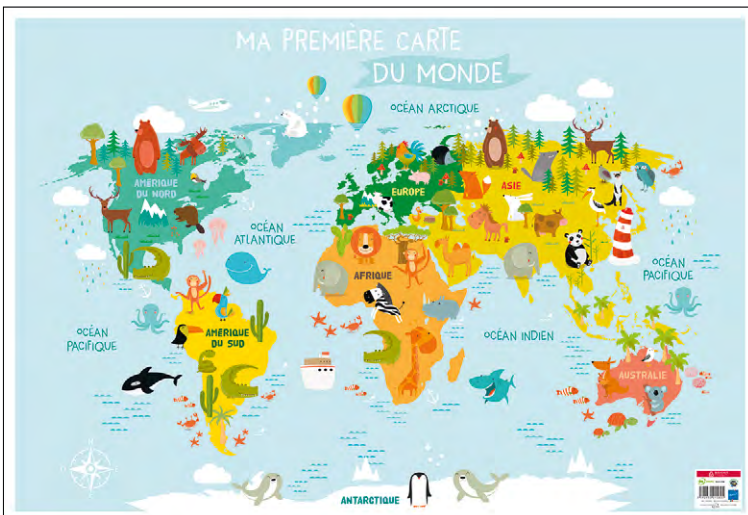 MA PREMIÈRE CARTE
DU MONDE
OCÉAN ARCTIQUE
AMÉRIQUE
DU NORD
EUROPE
ASIE
OCÉAN
ATLANTIQUE
AFRIQUE
OCÉAN
PACIFIQUE
OCÉAN
PACIFIQUE
AMÉRIQUE
DU SUD
OCÉAN INDIEN
AUSTRALIE
ANTARCTIQUE